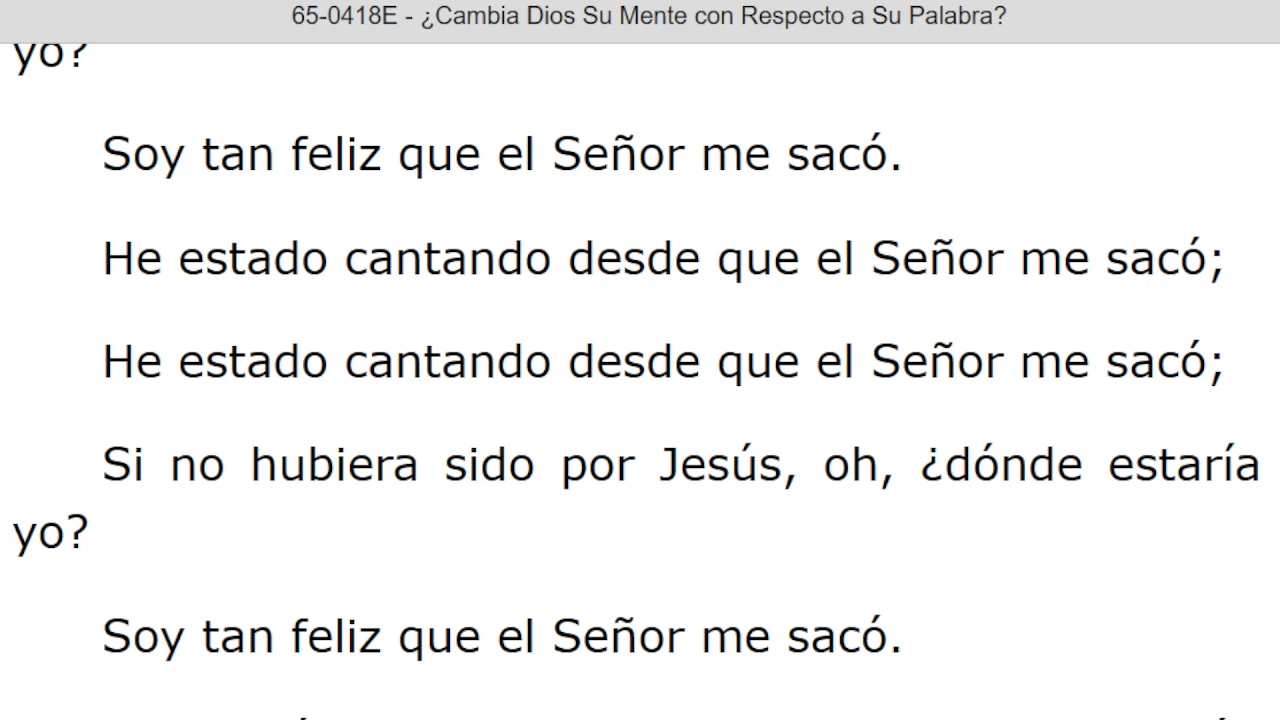 65-0418E - ¿Cambia Dios Su Mente con Respecto a Su Palabra?
yo?
Soy tan feliz que el Señor me sacó.
He estado cantando desde que el Señor me sacó;
He estado cantando desde que el Señor me sacó;
Si no hubiera sido por Jesús, oh, ¿dónde estaría
yo?
Soy tan feliz que el Señor me sacó.